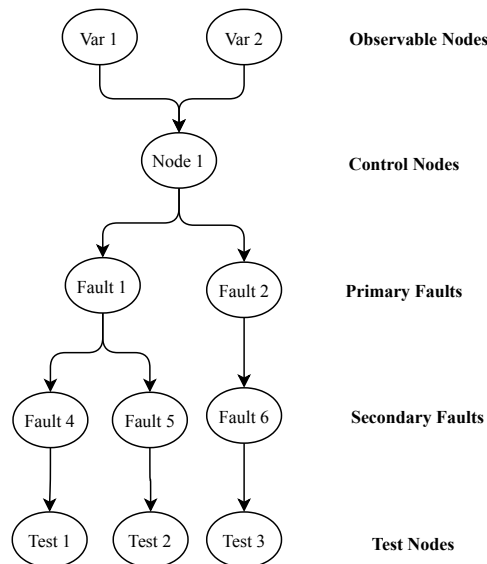 Var 1
Var 2
Observable Nodes
Node 1
Control Nodes
Fault 1
Fault 2
Primary Faults
Fault 4
Fault 5
Fault 6
Secondary Faults
Test 1
Test 2
Test 3
Test Nodes